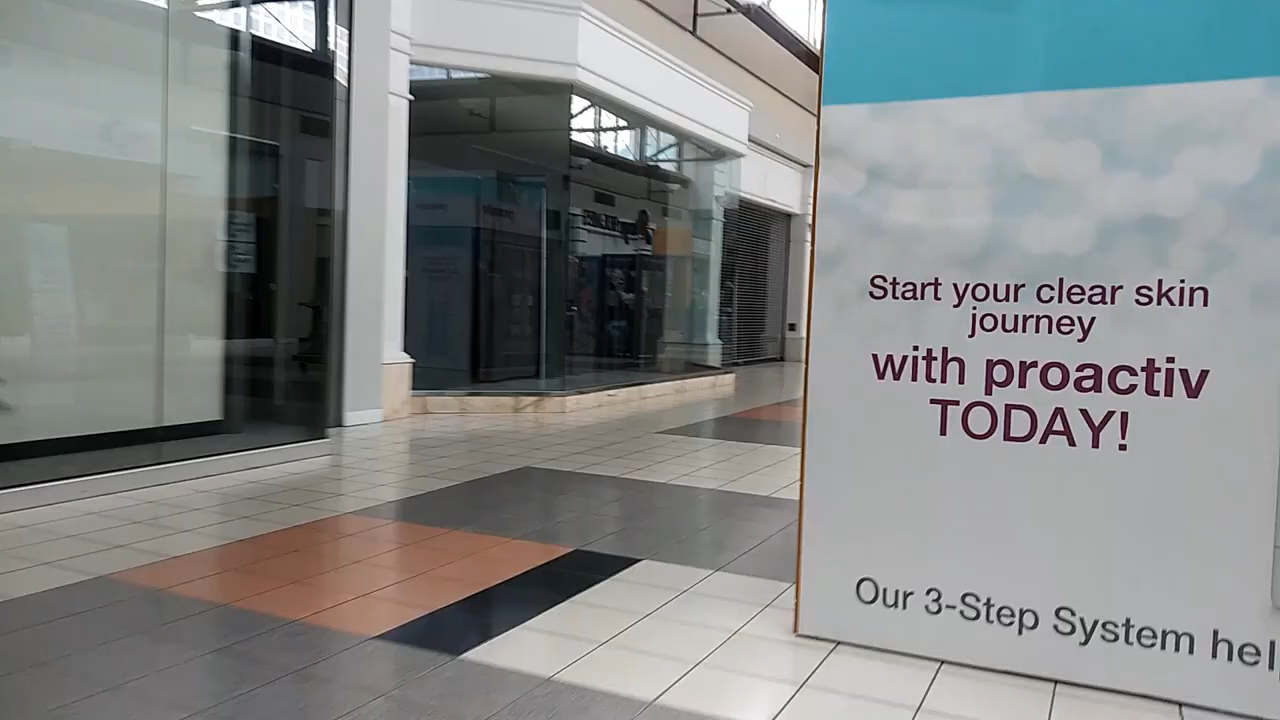 Start your clear skin
journey
with proactiv
TODAY!
Our 3-Step System hel